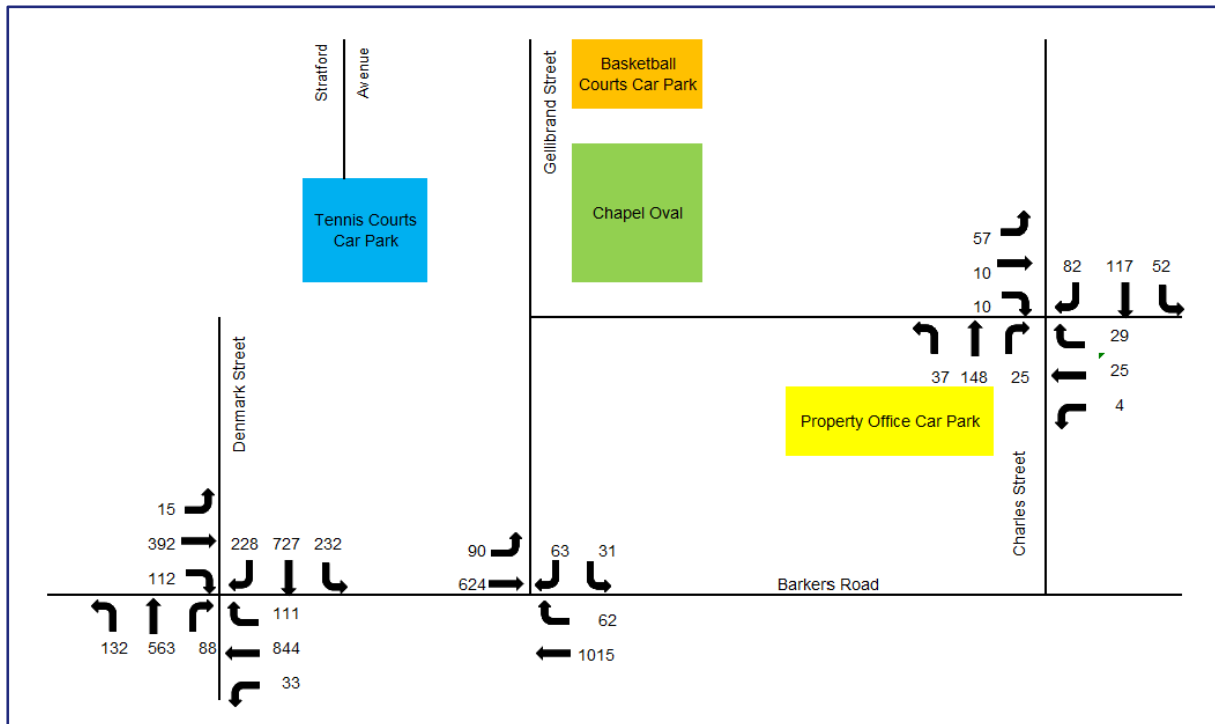 Stratford
Avenue
Gellibrand Street
Basketball
Courts Car Park
Tennis Courts
Car Park
Chapel Oval
57
10
10
82 117 52
29
25
4
37 148 25
Property Office Car Park
Denmark Street
Charles Street
15
392
112
228 727 232
90
624
63 31
Barkers Road
111
844
33
132 563 88
62
1015